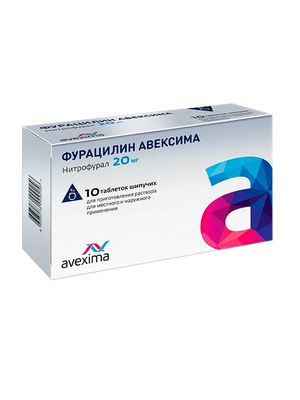 ФУРАЦИЛИН АВЕКСИМА
Нитрофурал 20 мг
10 таблеток шипучих
для приготовления раствора
для местного и наружного
применения
avexima